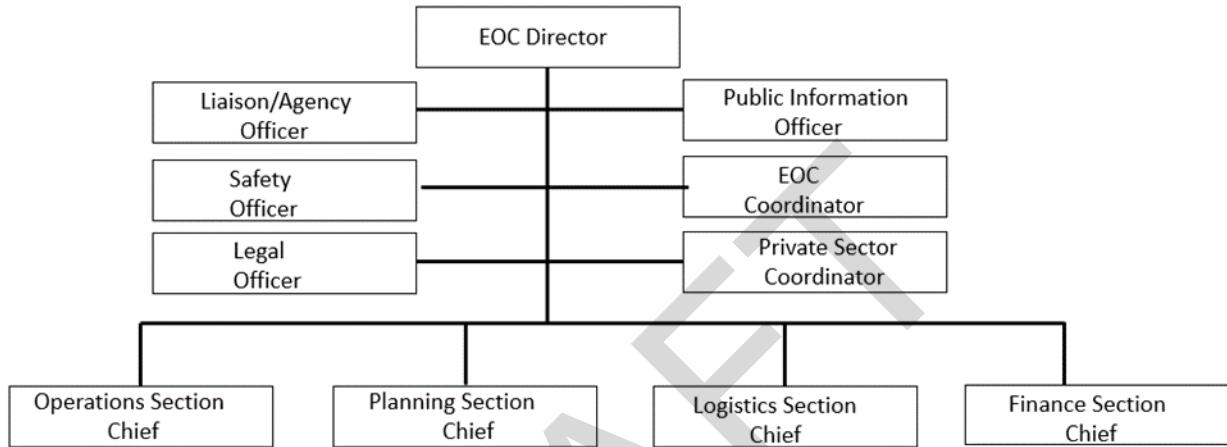 EOC Director
Liaison/Agency
Officer
Public Information
Officer
Safety
Officer
EOC
Coordinator
Legal
Officer
Private Sector
Coordinator
Operations Section
Chief
Planning Section
Chief
Logistics Section
Chief
Finance Section
Chief